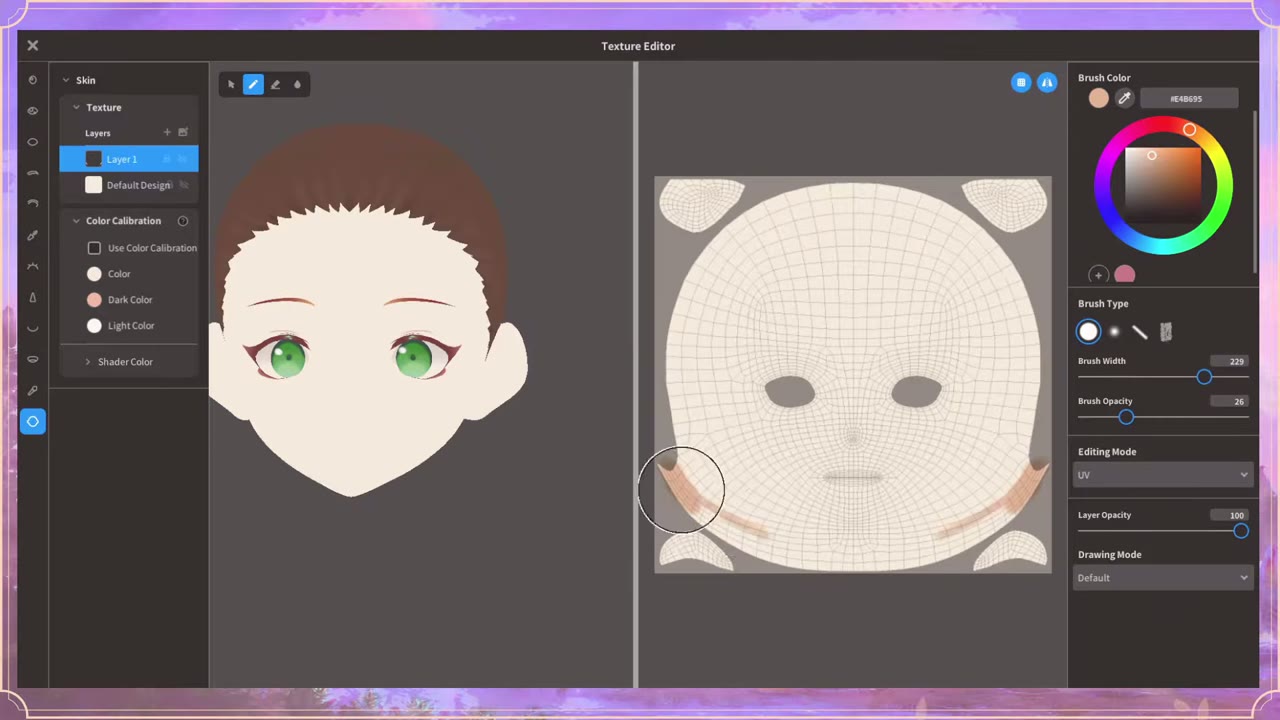 Texture Editor
Skin
Texture
Layers
Layer 1
Default Design
Color Calibration
Use Color Calibration
Color
Dark Color
Light Color
Shader Color
Brush Color
#E4B695
Brush Type
Brush Width
229
Brush Opacity
26
Editing Mode
UV
Layer Opacity
100
Drawing Mode
Default